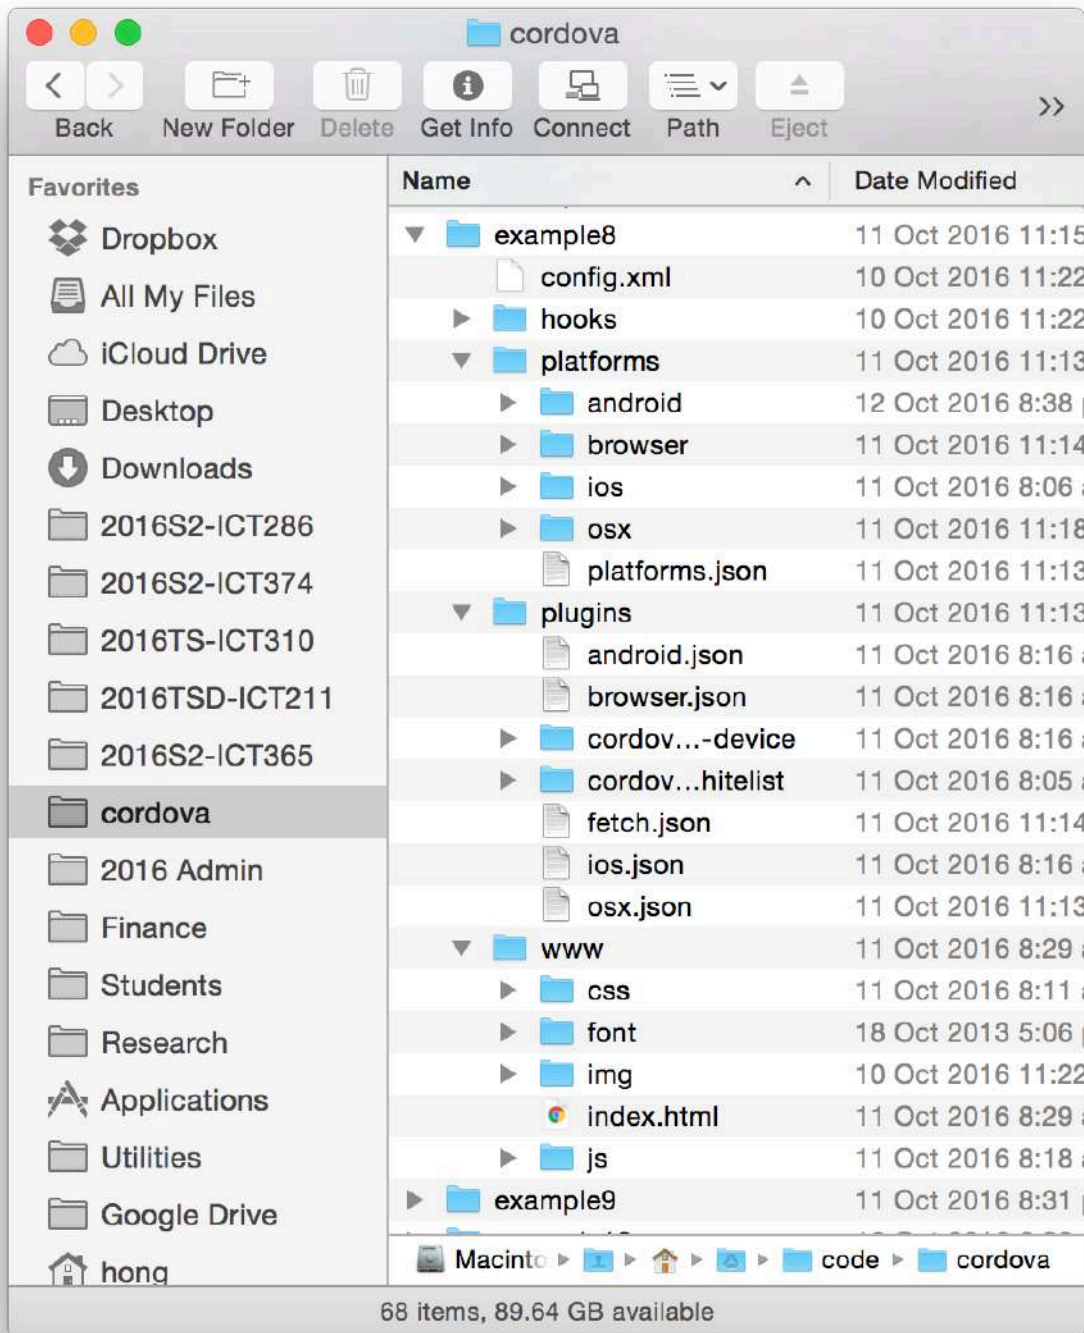 cordova
Back New Folder Delete Get Info Connect Path Eject
Favorites
Dropbox
All My Files
iCloud Drive
Desktop
Downloads
2016S2-ICT286
2016S2-ICT374
2016TS-ICT310
2016TSD-ICT211
2016S2-ICT365
cordova
2016 Admin
Finance
Students
Research
Applications
Utilities
Google Drive
hong
Name Date Modified
example8 11 Oct 2016 11:15
config.xml 10 Oct 2016 11:22
hooks 10 Oct 2016 11:22
platforms 11 Oct 2016 11:13
android 12 Oct 2016 8:38
browser 11 Oct 2016 11:14
ios 11 Oct 2016 8:06
osx 11 Oct 2016 11:18
platforms.json 11 Oct 2016 11:13
plugins 11 Oct 2016 11:13
android.json 11 Oct 2016 8:16
browser.json 11 Oct 2016 8:16
cordov...-device 11 Oct 2016 8:16
cordov...hitelist 11 Oct 2016 8:05
fetch.json 11 Oct 2016 11:14
ios.json 11 Oct 2016 8:16
osx.json 11 Oct 2016 11:13
www 11 Oct 2016 8:29
css 11 Oct 2016 8:11
font 18 Oct 2013 5:06
img 10 Oct 2016 11:22
index.html 11 Oct 2016 8:29
js 11 Oct 2016 8:18
example9 11 Oct 2016 8:31
Macinto code cordova
68 items, 89.64 GB available